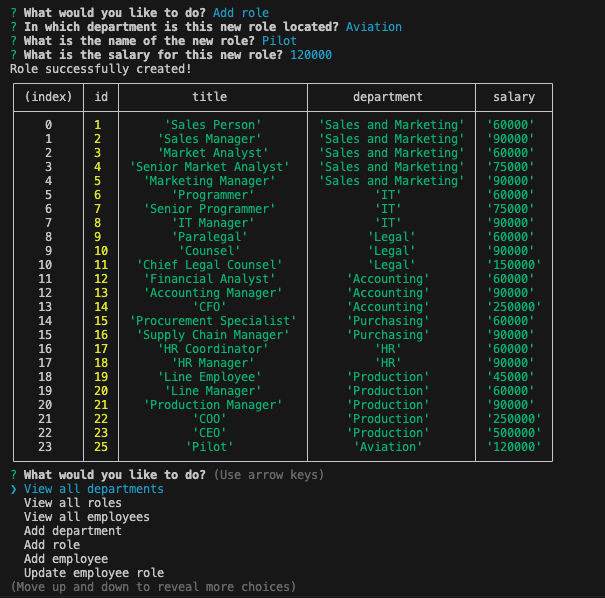 ? What would you like to do? Add role
? In which department is this new role located? Aviation
? What is the name of the new role? Pilot
? What is the salary for this new role? 120000
Role successfully created!
(index) id title department salary
0 1 'Sales Person' 'Sales and Marketing' '60000'
1 2 'Sales Manager' 'Sales and Marketing' '90000'
2 3 'Market Analyst' 'Sales and Marketing' '60000'
3 4 'Senior Market Analyst' 'Sales and Marketing' '75000'
4 5 'Marketing Manager' 'Sales and Marketing' '90000'
5 6 'Programmer' 'IT' '60000'
6 7 'Senior Programmer' 'IT' '75000'
7 8 'IT Manager' 'IT' '90000'
8 9 'Paralegal' 'Legal' '60000'
9 10 'Counsel' 'Legal' '90000'
10 11 'Chief Legal Counsel' 'Legal' '150000'
11 12 'Financial Analyst' 'Accounting' '60000'
12 13 'Accounting Manager' 'Accounting' '90000'
13 14 'CFO' 'Accounting' '250000'
14 15 'Procurement Specialist' 'Purchasing' '60000'
15 16 'Supply Chain Manager' 'Purchasing' '90000'
16 17 'HR Coordinator' 'HR' '60000'
17 18 'HR Manager' 'HR' '90000'
18 19 'Line Employee' 'Production' '45000'
19 20 'Line Manager' 'Production' '60000'
20 21 'Production Manager' 'Production' '90000'
21 22 'COO' 'Production' '250000'
22 23 'CEO' 'Production' '500000'
23 25 'Pilot' 'Aviation' '120000'
? What would you like to do? (Use arrow keys)
❯ View all departments
View all roles
View all employees
Add department
Add role
Add employee
Update employee role
(Move up and down to reveal more choices)